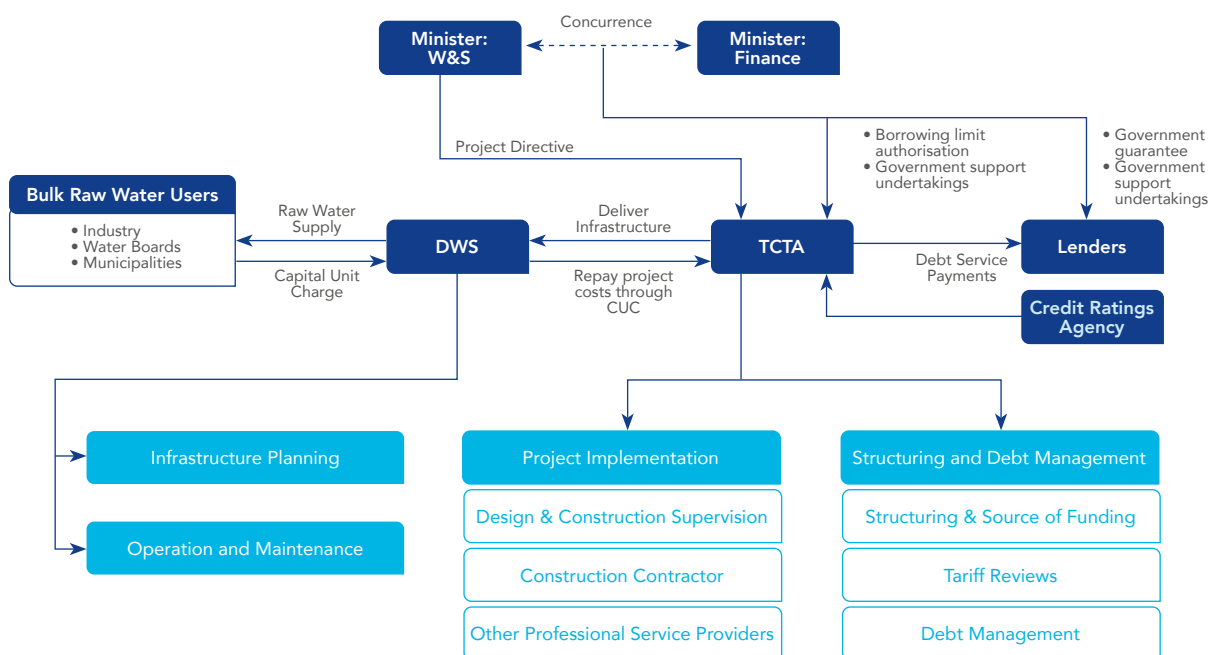 Concurrence
Minister:
W&S
Minister:
Finance
Project Directive
• Borrowing limit
authorisation
• Government support
undertakings
• Government
guarantee
• Government
support
undertakings
Bulk Raw Water Users
• Industry
• Water Boards
• Municipalities
Raw Water
Supply
Capital Unit
Charge
DWS
Deliver
Infrastructure
Repay project
costs through
CUC
TCTA
Debt Service
Payments
Lenders
Credit Ratings
Agency
Infrastructure Planning
Operation and Maintenance
Project Implementation
Design & Construction Supervision
Construction Contractor
Other Professional Service Providers
Structuring and Debt Management
Structuring & Source of Funding
Tariff Reviews
Debt Management